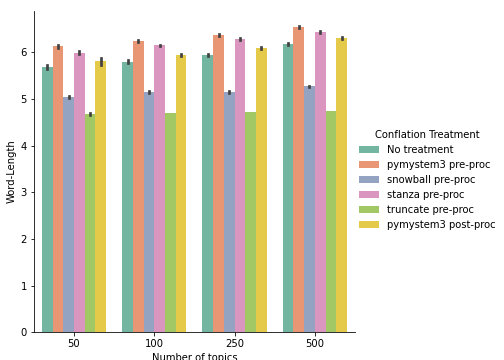 6
5
4
3
2
1
0
Word-Length
50 100 250 500
Number of topics
Conflation Treatment
No treatment
pymystem3 pre-proc
snowball pre-proc
stanza pre-proc
truncate pre-proc
pymystem3 post-proc